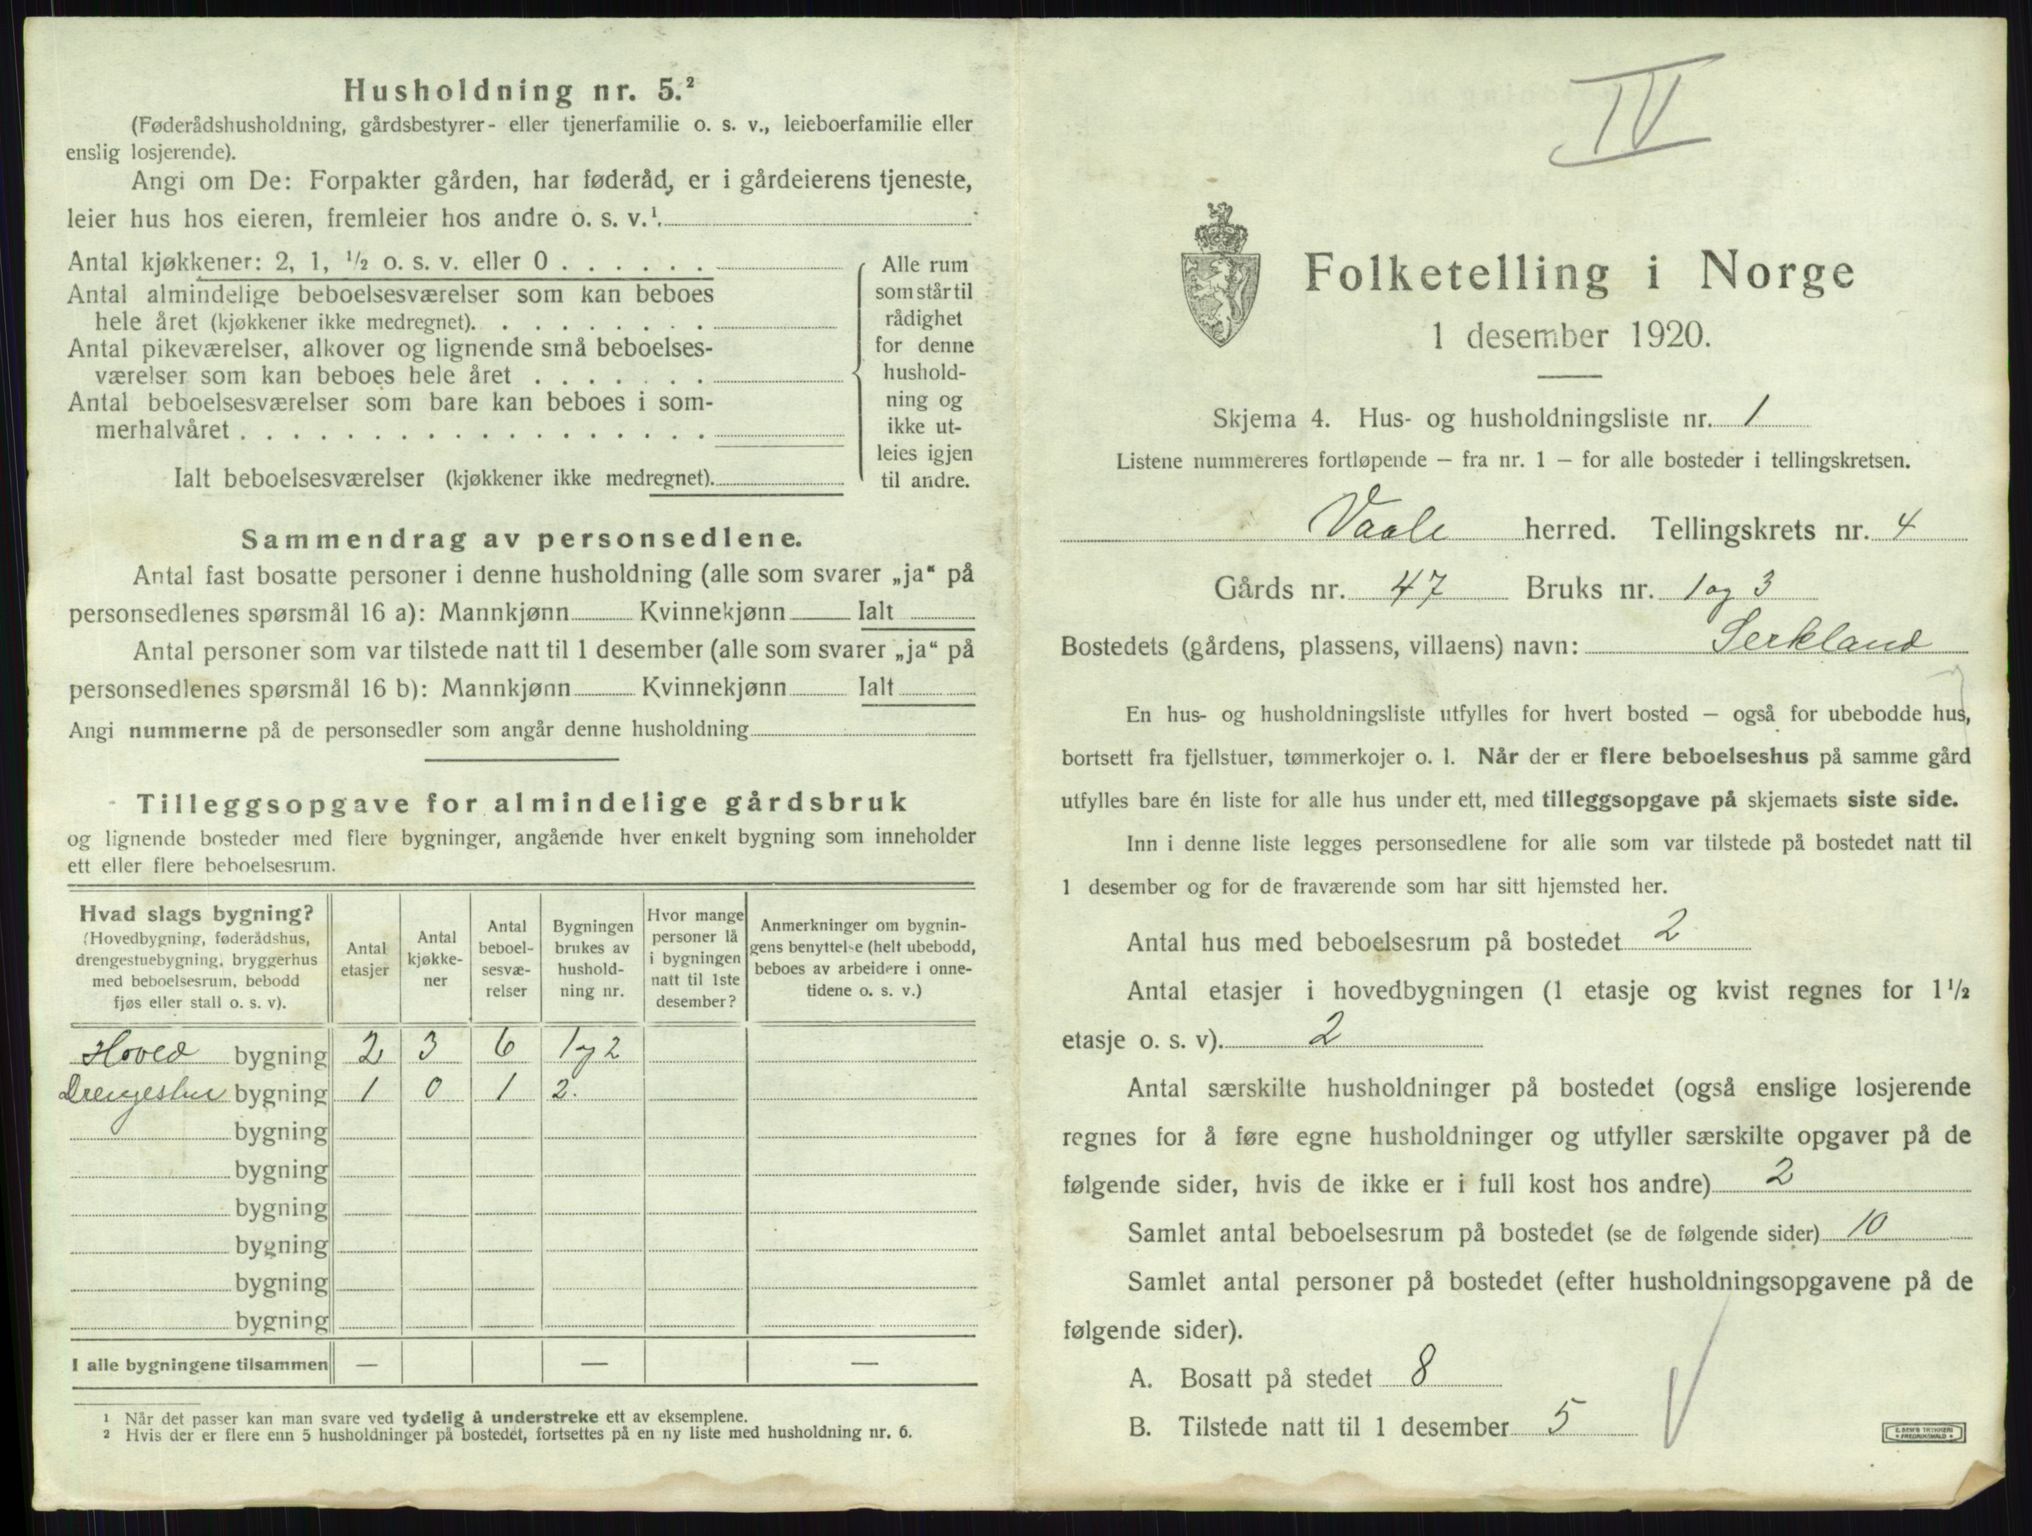 Husholdning nr. 5.²
(Føderådshusholdning, gårdsbestyrer- eller tjenerfamilie o. s. v., leieboerfamilie eller
enslig losjerende).
Angi om De: Forpakter gården, har føderåd, er i gårdeierens tjeneste,
leier hus hos eieren, fremleier hos andre o. s. v.¹
Antal kjøkkener: 2, 1, ½ o. s. v. eller 0
Antal almindelige beboelsesværelser som kan beboes
hele året (kjøkkener ikke medregnet).
Antal pikeværelser, alkover og lignende små beboelses-
værelser som kan beboes hele året
Antal beboelsesværelser som bare kan beboes i som-
merhalvåret
Ialt beboelsesværelser (kjøkkener ikke medregnet).
Alle rum
som står til
rådighet
for denne
hushold-
ning og
ikke ut-
leies igjen
til andre.
Sammendrag av personsedlene.
Antal fast bosatte personer i denne husholdning (alle som svarer „ja“ på
personsedlenes spørsmål 16 a): Mannkjønn Kvinnekjønn Ialt
Antal personer som var tilstede natt til 1 desember (alle som svarer „ja“ på
personsedlenes spørsmål 16 b): Mannkjønn Kvinnekjønn Ialt
Angi nummerne på de personsedler som angår denne husholdning
Tilleggsopgave for almindelige gårdsbruk
og lignende bosteder med flere bygninger, angående hver enkelt bygning som inneholder
ett eller flere beboelsesrum.
Hvad slags bygning?
(Hovedbygning, føderådshus,
drengestuebygning, bryggerhus
med beboelsesrum, bebodd
fjøs eller stall o. s. v).
Antal
etasjer
Antal
kjøkke-
ner
Antal
beboel-
sesvæ-
relser
Bygningen
brukes av
hushold-
ning nr.
Hvor mange
personer lå
i bygningen
natt til 1ste
desember?
Anmerkninger om bygnin-
gens benyttelse (helt ubebodd,
beboes av arbeidere i onne-
tidene o. s. v.)
Hoved bygning 2 3 6 1 og 2
Drengestue bygning 1 0 1 2.
bygning
bygning
bygning
bygning
bygning
bygning
I alle bygningene tilsammen — — —
¹ Når det passer kan man svare ved tydelig å understreke ett av eksemplene.
² Hvis der er flere enn 5 husholdninger på bostedet, fortsettes på en ny liste med husholdning nr. 6.
IV
Folketelling i Norge
1 desember 1920.
Skjema 4. Hus- og husholdningsliste nr. 1
Listene nummereres fortløpende – fra nr. 1 – for alle bosteder i tellingskretsen.
Vaale herred. Tellingskrets nr. 4
Gårds nr. 47 Bruks nr. 1 og 3
Bostedets (gårdens, plassens, villaens) navn: Serkland
En hus- og husholdningsliste utfylles for hvert bosted – også for ubebodde hus,
bortsett fra fjellstuer, tømmerkojer o. l. Når der er flere beboelseshus på samme gård
utfylles bare én liste for alle hus under ett, med tilleggsopgave på skjemaets siste side.
Inn i denne liste legges personsedlene for alle som var tilstede på bostedet natt til
1 desember og for de fraværende som har sitt hjemsted her.
Antal hus med beboelsesrum på bostedet 2
Antal etasjer i hovedbygningen (1 etasje og kvist regnes for 1½
etasje o. s. v). 2
Antal særskilte husholdninger på bostedet (også enslige losjerende
regnes for å føre egne husholdninger og utfyller særskilte opgaver på de
følgende sider, hvis de ikke er i full kost hos andre) 2
Samlet antal beboelsesrum på bostedet (se de følgende sider) 10
Samlet antal personer på bostedet (efter husholdningsopgavene på de
følgende sider).
A. Bosatt på stedet 8
B. Tilstede natt til 1 desember 5